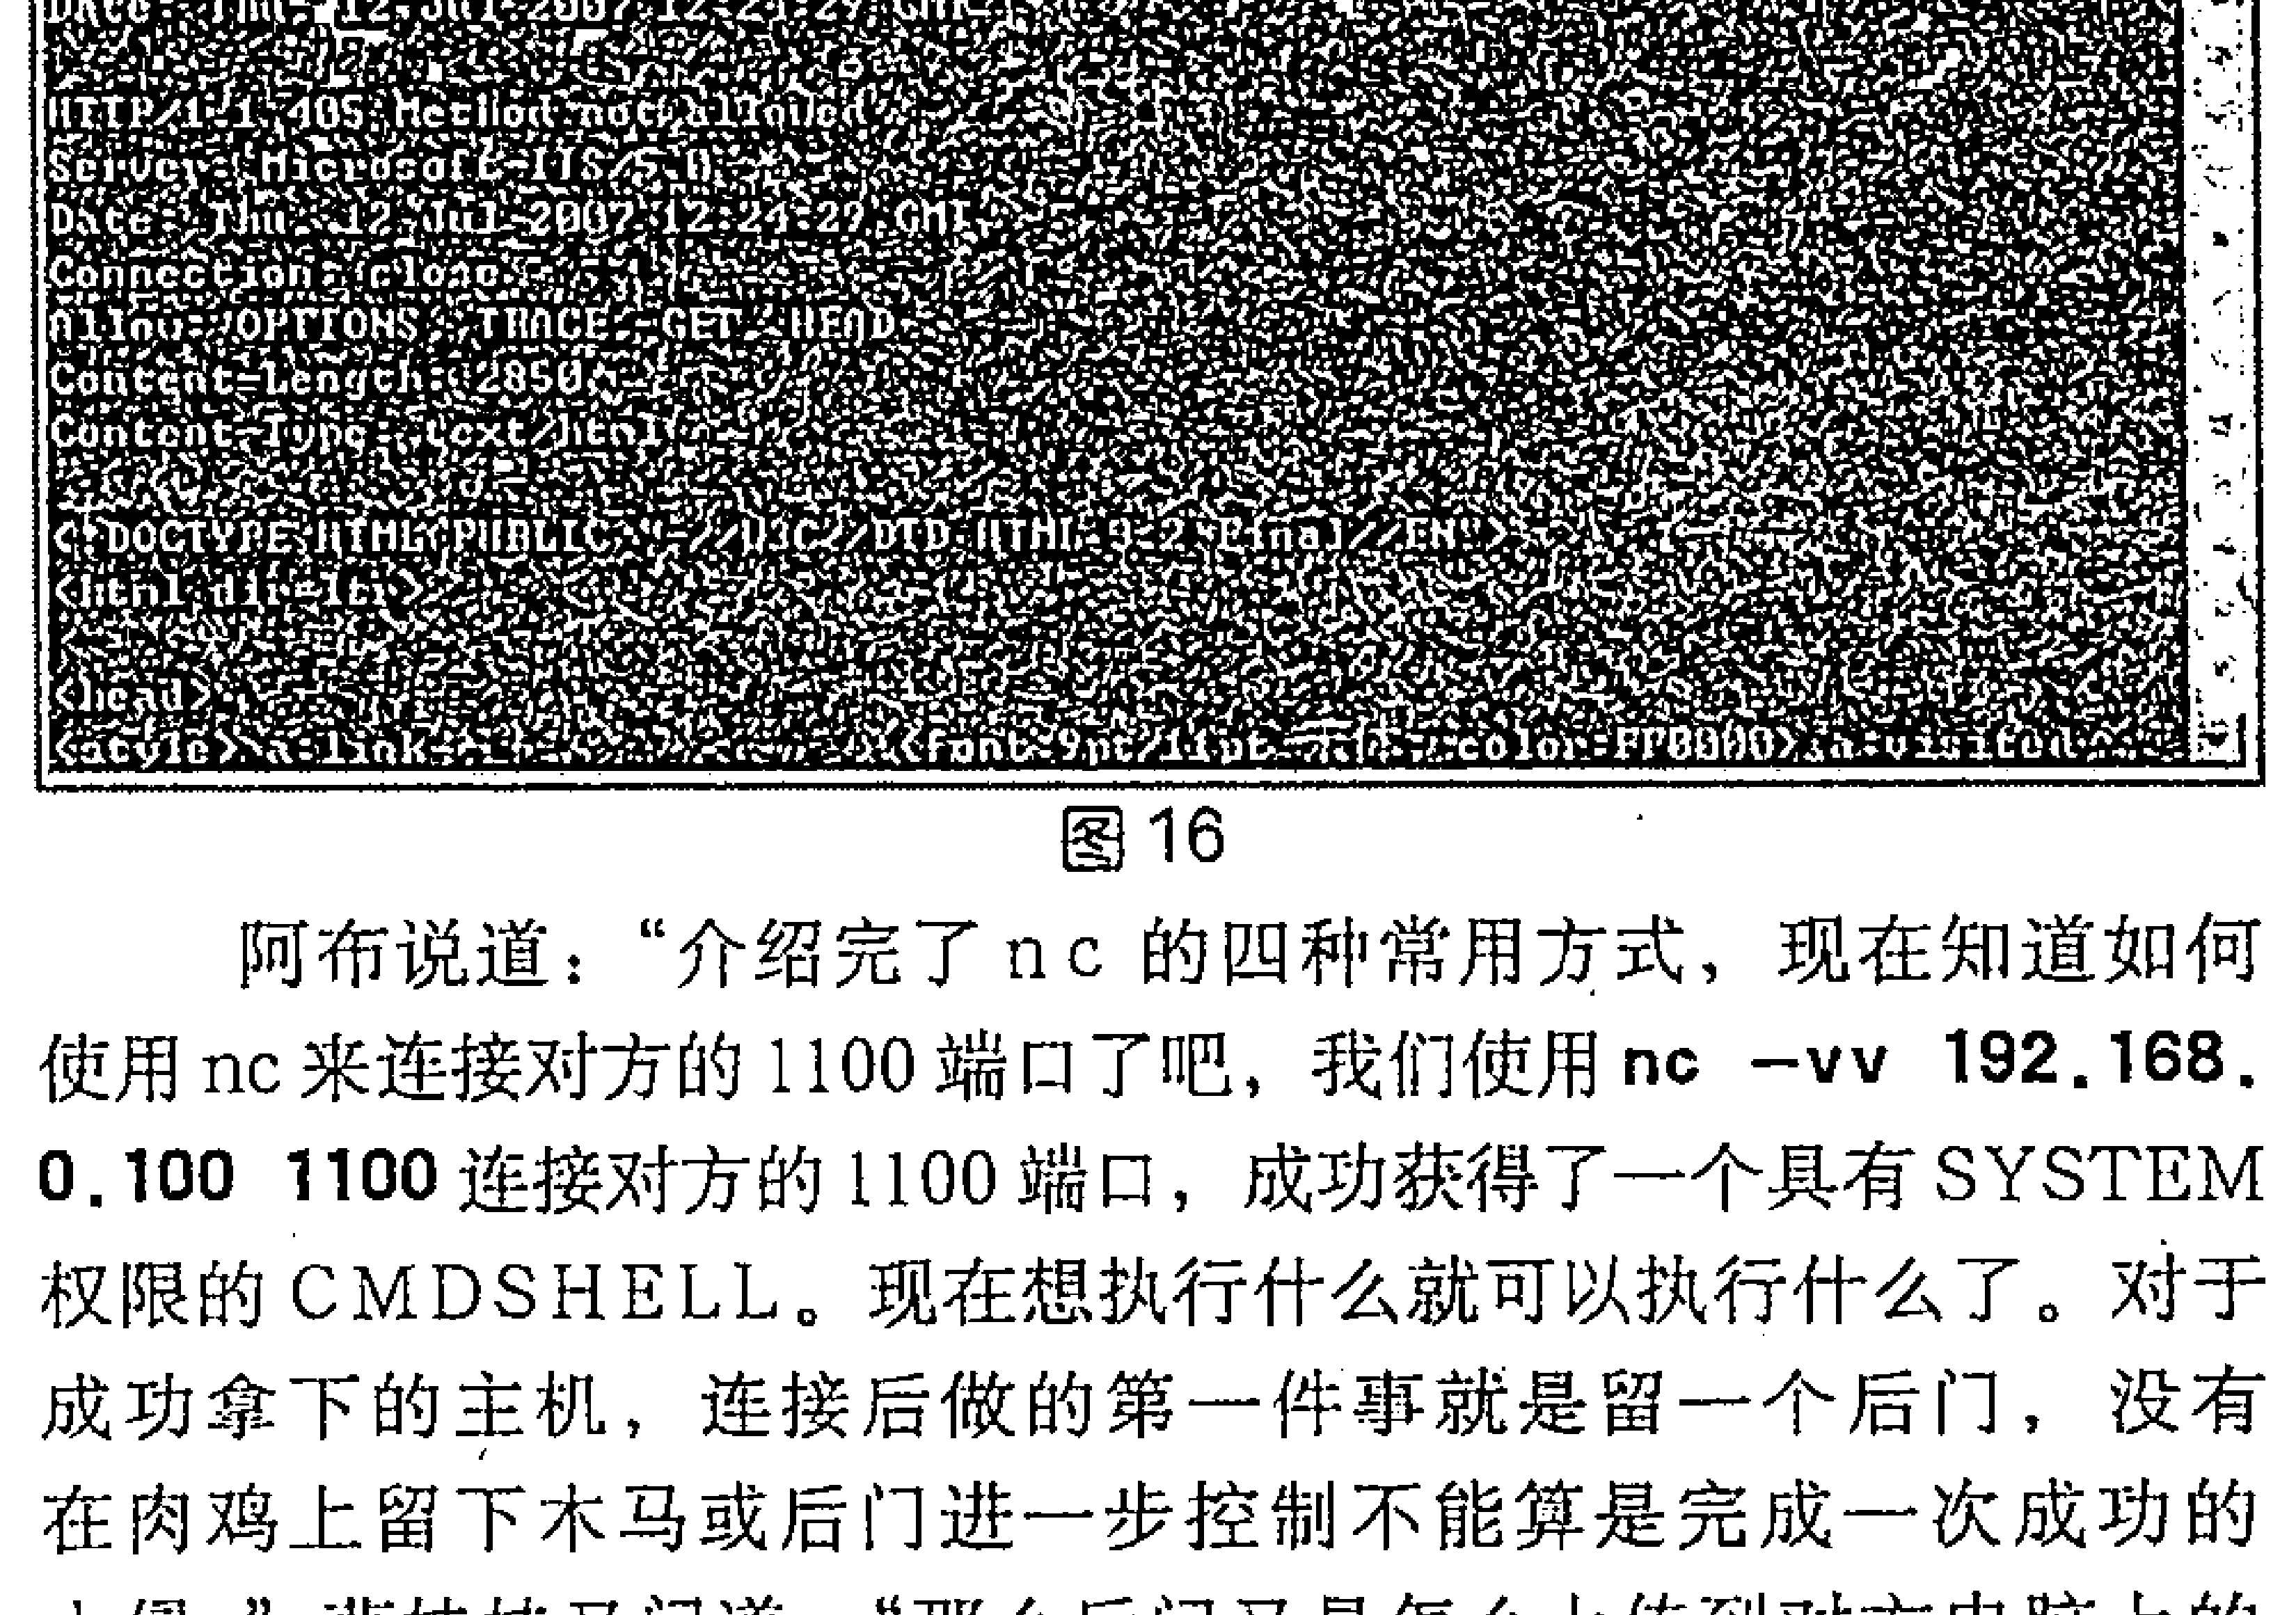 HTTP/1.1 405 Method not allowed
Server: Microsoft-IIS/5.0
Date: Thu, 12 Jul 2007 12:24:27 GMT
Connection: close
Allow: OPTIONS, TRACE, GET, HEAD
Content-Length: 2850
Content-Type: text/html
<!DOCTYPE HTML PUBLIC "-//W3C//DTD HTML 3.2 Final//EN">
<html dir=ltr>
<head>
<style> a:link {font:9pt/11pt color:FF0000} a:visited
图 16
阿布说道：“介绍完了 nc 的四种常用方式，现在知道如何
使用 nc 来连接对方的 1100 端口了吧，我们使用 nc -vv 192.168.
0.100 1100 连接对方的 1100 端口，成功获得了一个具有 SYSTEM
权限的 CMDSHELL。现在想执行什么就可以执行什么了。对于
成功拿下的主机，连接后做的第一件事就是留一个后门，没有
在肉鸡上留下木马或后门进一步控制不能算是完成一次成功的